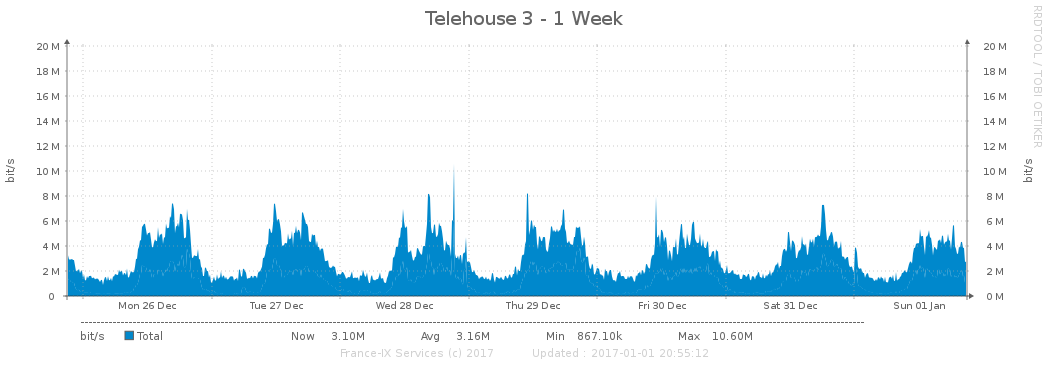 Telehouse 3 - 1 Week
RRDTOOL / TOBI OETIKER
bit/s
20 M 20 M
18 M 18 M
16 M 16 M
14 M 14 M
12 M 12 M
10 M 10 M
8 M 8 M
6 M 6 M
4 M 4 M
2 M 2 M
0 0 M
bit/s
Mon 26 Dec Tue 27 Dec Wed 28 Dec Thu 29 Dec Fri 30 Dec Sat 31 Dec Sun 01 Jan
bit/s Total Now 3.10M Avg 3.16M Min 867.10k Max 10.60M
France-IX Services (c) 2017 Updated : 2017-01-01 20:55:12